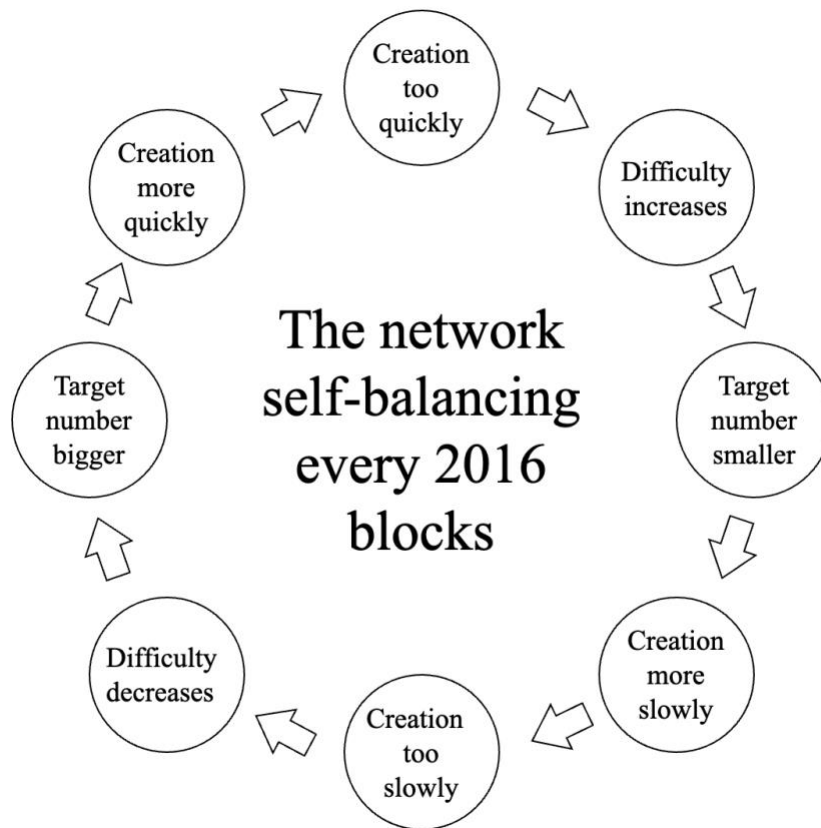 Creation
too
quickly
Difficulty
increases
Target
number
smaller
Creation
more
slowly
Creation
too
slowly
Difficulty
decreases
Target
number
bigger
Creation
more
quickly
The network
self-balancing
every 2016
blocks